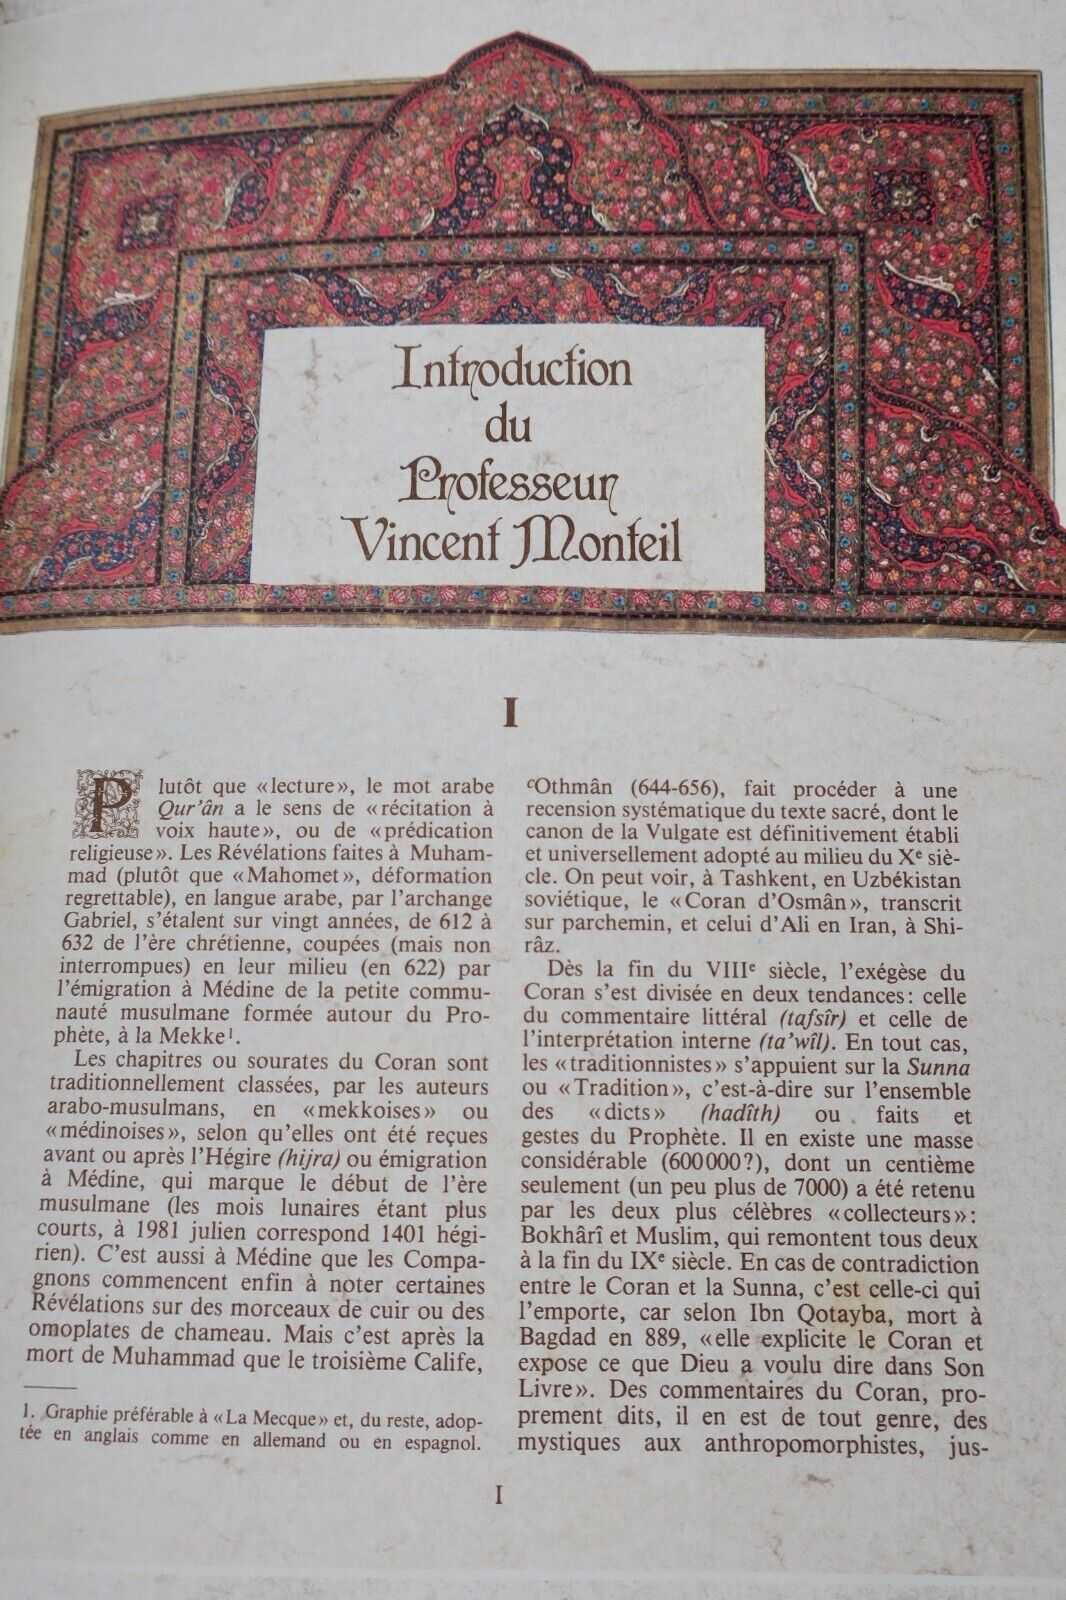 Introduction
du
Professeur
Vincent Monteil
I
Plutôt que «lecture», le mot arabe
Qur'ân a le sens de «récitation à
voix haute», ou de «prédication
religieuse». Les Révélations faites à Muham-
mad (plutôt que «Mahomet», déformation
regrettable), en langue arabe, par l'archange
Gabriel, s'étalent sur vingt années, de 612 à
632 de l'ère chrétienne, coupées (mais non
interrompues) en leur milieu (en 622) par
l'émigration à Médine de la petite commu-
nauté musulmane formée autour du Pro-
phète, à la Mekke¹.
Les chapitres ou sourates du Coran sont
traditionnellement classées, par les auteurs
arabo-musulmans, en «mekkoises» ou
«médinoises», selon qu'elles ont été reçues
avant ou après l'Hégire (hijra) ou émigration
à Médine, qui marque le début de l'ère
musulmane (les mois lunaires étant plus
courts, à 1981 julien correspond 1401 hégi-
rien). C'est aussi à Médine que les Compa-
gnons commencent enfin à noter certaines
Révélations sur des morceaux de cuir ou des
omoplates de chameau. Mais c'est après la
mort de Muhammad que le troisième Calife,
1. Graphie préférable à «La Mecque» et, du reste, adop-
tée en anglais comme en allemand ou en espagnol.
ᶜOthmân (644-656), fait procéder à une
recension systématique du texte sacré, dont le
canon de la Vulgate est définitivement établi
et universellement adopté au milieu du Xᵉ siè-
cle. On peut voir, à Tashkent, en Uzbékistan
soviétique, le «Coran d'Osmân», transcrit
sur parchemin, et celui d'Ali en Iran, à Shi-
râz.
Dès la fin du VIIIᵉ siècle, l'exégèse du
Coran s'est divisée en deux tendances: celle
du commentaire littéral (tafsîr) et celle de
l'interprétation interne (ta'wîl). En tout cas,
les «traditionnistes» s'appuient sur la Sunna
ou «Tradition», c'est-à-dire sur l'ensemble
des «dicts» (hadîth) ou faits et
gestes du Prophète. Il en existe une masse
considérable (600000?), dont un centième
seulement (un peu plus de 7000) a été retenu
par les deux plus célèbres «collecteurs»:
Bokhârî et Muslim, qui remontent tous deux
à la fin du IXᵉ siècle. En cas de contradiction
entre le Coran et la Sunna, c'est celle-ci qui
l'emporte, car selon Ibn Qotayba, mort à
Bagdad en 889, «elle explicite le Coran et
expose ce que Dieu a voulu dire dans Son
Livre». Des commentaires du Coran, pro-
prement dits, il en est de tout genre, des
mystiques aux anthropomorphistes, jus-
I